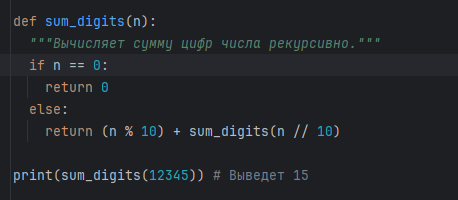 def sum_digits(n):
  """Вычисляет сумму цифр числа рекурсивно."""
  if n == 0:
    return 0
  else:
    return (n % 10) + sum_digits(n // 10)

print(sum_digits(12345)) # Выведет 15